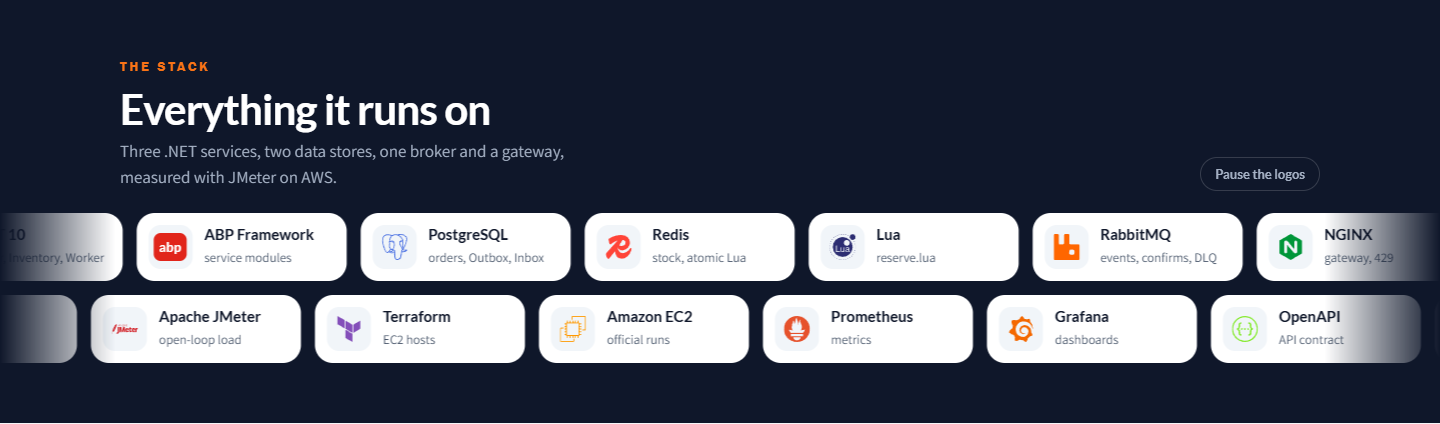 THE STACK
Everything it runs on
Three .NET services, two data stores, one broker and a gateway,
measured with JMeter on AWS.
Pause the logos
10
Inventory, Worker
abp
ABP Framework
service modules
PostgreSQL
orders, Outbox, Inbox
Redis
stock, atomic Lua
Lua
Lua
reserve.lua
RabbitMQ
events, confirms, DLQ
NGINX
gateway, 429
JMeter
Apache JMeter
open-loop load
Terraform
EC2 hosts
Amazon EC2
official runs
Prometheus
metrics
Grafana
dashboards
OpenAPI
API contract